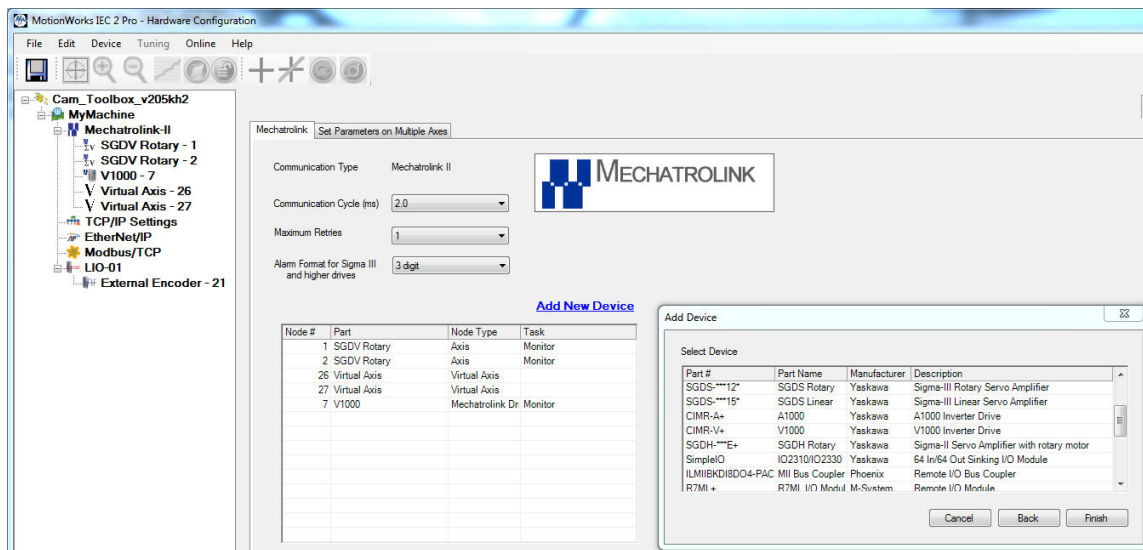 MotionWorks IEC 2 Pro - Hardware Configuration
File Edit Device Tuning Online Help
Cam_Toolbox_v205kh2
MyMachine
Mechatrolink-II
SGDV Rotary - 1
SGDV Rotary - 2
V1000 - 7
Virtual Axis - 26
Virtual Axis - 27
TCP/IP Settings
EtherNet/IP
Modbus/TCP
LIO-01
External Encoder - 21
Mechatrolink Set Parameters on Multiple Axes
Communication Type Mechatrolink II
MECHATROLINK
Communication Cycle (ms) 2.0
Maximum Retries 1
Alarm Format for Sigma III
and higher drives 3 digit
Add New Device
Node # Part Node Type Task
1 SGDV Rotary Axis Monitor
2 SGDV Rotary Axis Monitor
26 Virtual Axis Virtual Axis
27 Virtual Axis Virtual Axis
7 V1000 Mechatrolink Dr Monitor
Add Device
Select Device
Part # Part Name Manufacturer Description
SGDS-***12* SGDS Rotary Yaskawa Sigma-III Rotary Servo Amplifier
SGDS-***15* SGDS Linear Yaskawa Sigma-III Linear Servo Amplifier
CIMR-A+ A1000 Yaskawa A1000 Inverter Drive
CIMR-V+ V1000 Yaskawa V1000 Inverter Drive
SGDH-***E+ SGDH Rotary Yaskawa Sigma-II Servo Amplifier with rotary motor
SimpleIO IO2310/IO2330 Yaskawa 64 In/64 Out Sinking I/O Module
ILMIIBKDI8DO4-PAC MII Bus Coupler Phoenix Remote I/O Bus Coupler
R7ML+ R7ML I/O Modul M-System Remote I/O Module
Cancel Back Finish